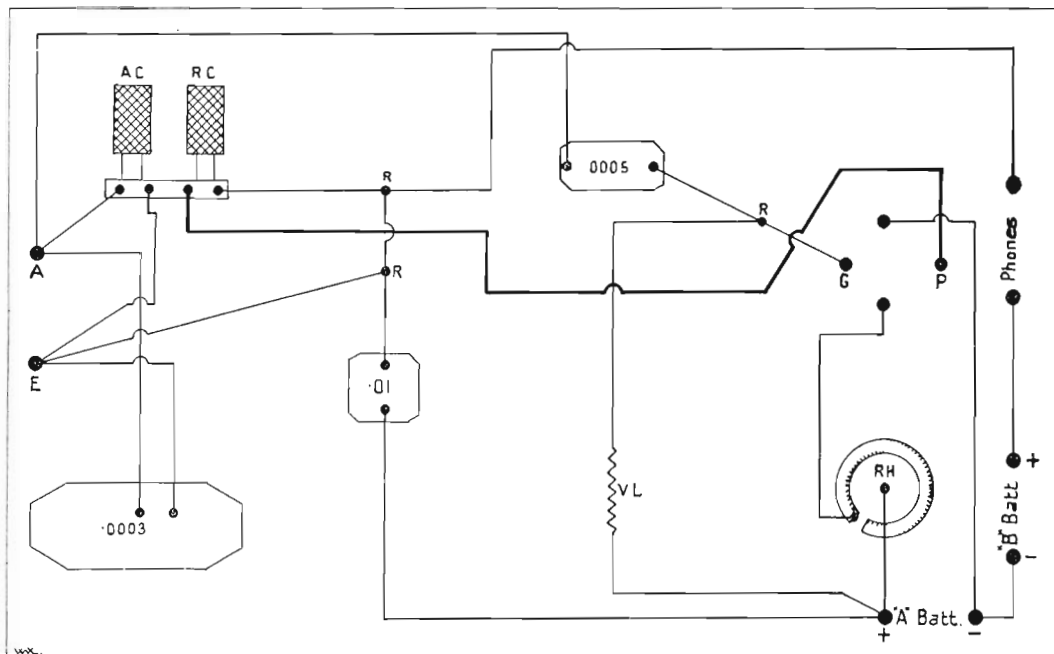 AC RC
R
0005
R
Phones
A
R
G P
E
·01
+
RH
VL
·0003
"B" Batt
-
"A" Batt.
+ -